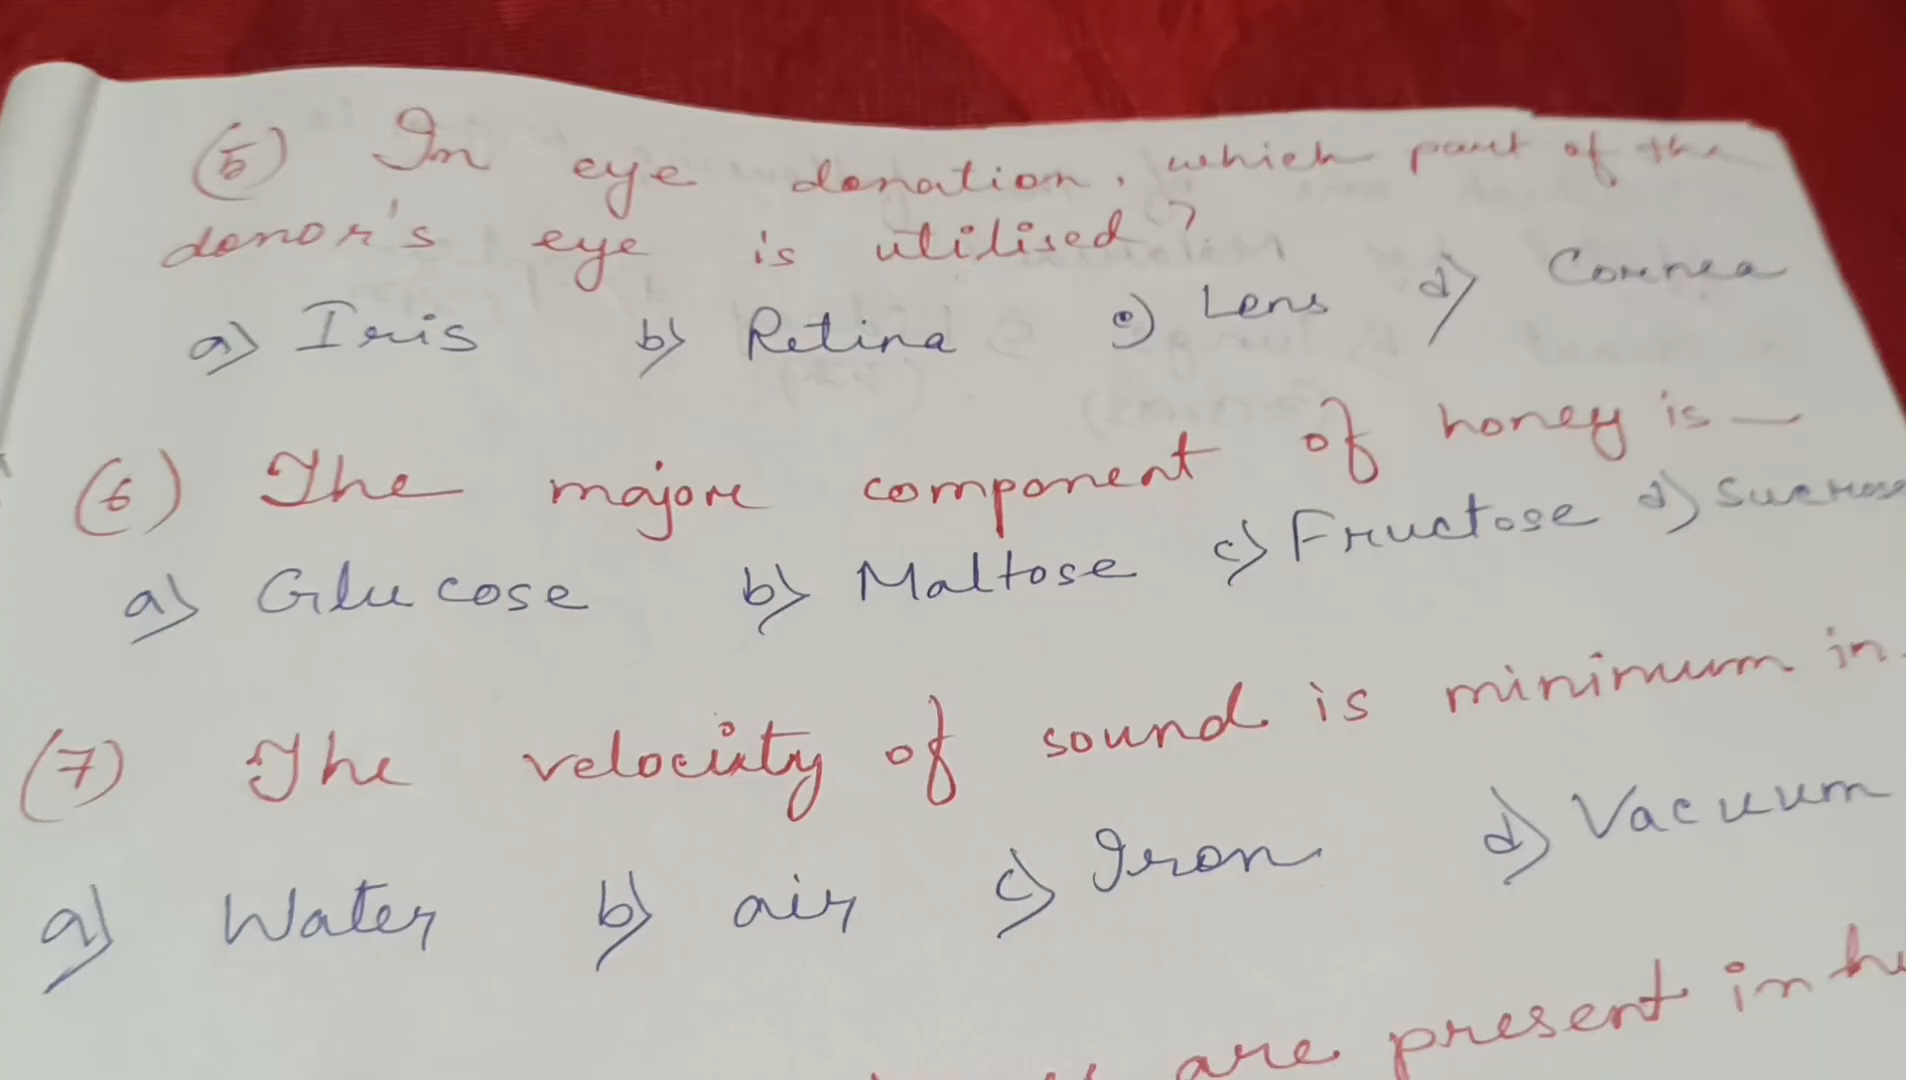 (5) In eye donation, which part of the
donor's eye is utilised?
a) Iris b) Retina c) Lens d) Cornea
(6) The major component of honey is —
a) Glucose b) Maltose c) Fructose d) Sucrose
(7) The velocity of sound is minimum in
a) Water b) air c) Iron d) Vacuum
are present in